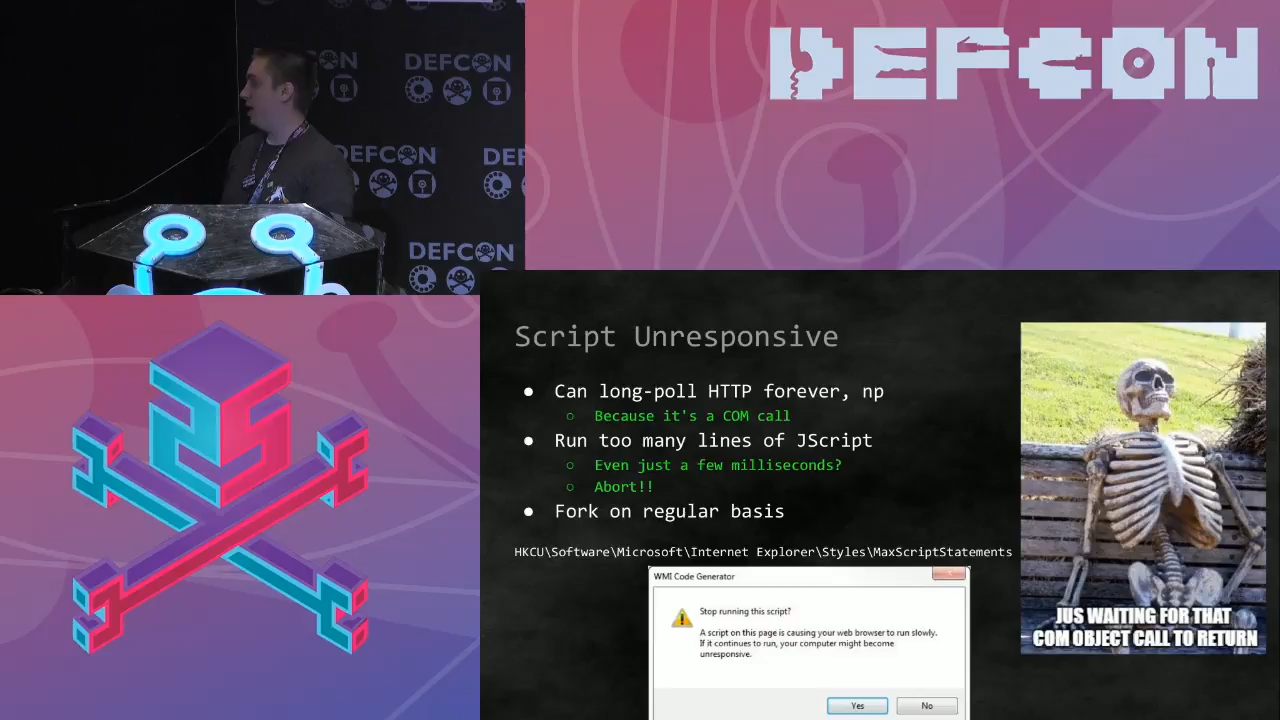 DEFCON
DEFCON
DEFCON
DEFCON
DEF
DEFCON
Script Unresponsive
● Can long-poll HTTP forever, np
○ Because it's a COM call
● Run too many lines of JScript
○ Even just a few milliseconds?
○ Abort!!
● Fork on regular basis
HKCU\Software\Microsoft\Internet Explorer\Styles\MaxScriptStatements
WMI Code Generator
Stop running this script?
A script on this page is causing your web browser to run slowly.
If it continues to run, your computer might become
unresponsive.
Yes
No
JUS WAITING FOR THAT
COM OBJECT CALL TO RETURN